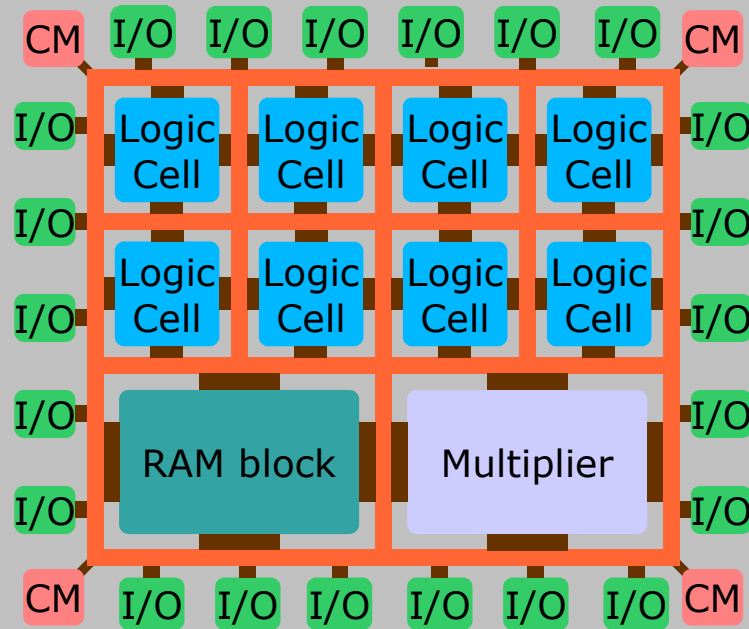 CM I/O I/O I/O I/O I/O I/O CM
I/O Logic Logic Logic Logic I/O
Cell Cell Cell Cell
I/O I/O
Logic Logic Logic Logic
I/O Cell Cell Cell Cell I/O
I/O I/O
RAM block Multiplier
I/O I/O
CM I/O I/O I/O I/O I/O I/O CM